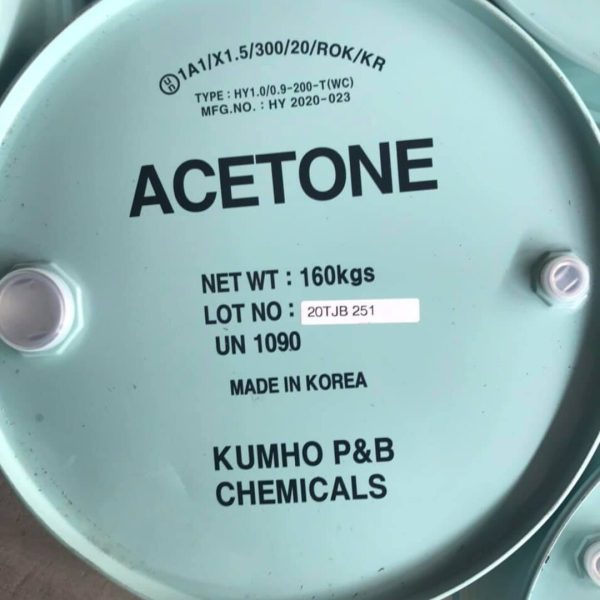 1A1/X1.5/300/20/ROK/KR
TYPE : HY1.0/0.9-200-T(WC)
MFG.NO. : HY 2020-023
ACETONE
NET WT : 160kgs
LOT NO : 20TJB 251
UN 1090
MADE IN KOREA
KUMHO P&B
CHEMICALS